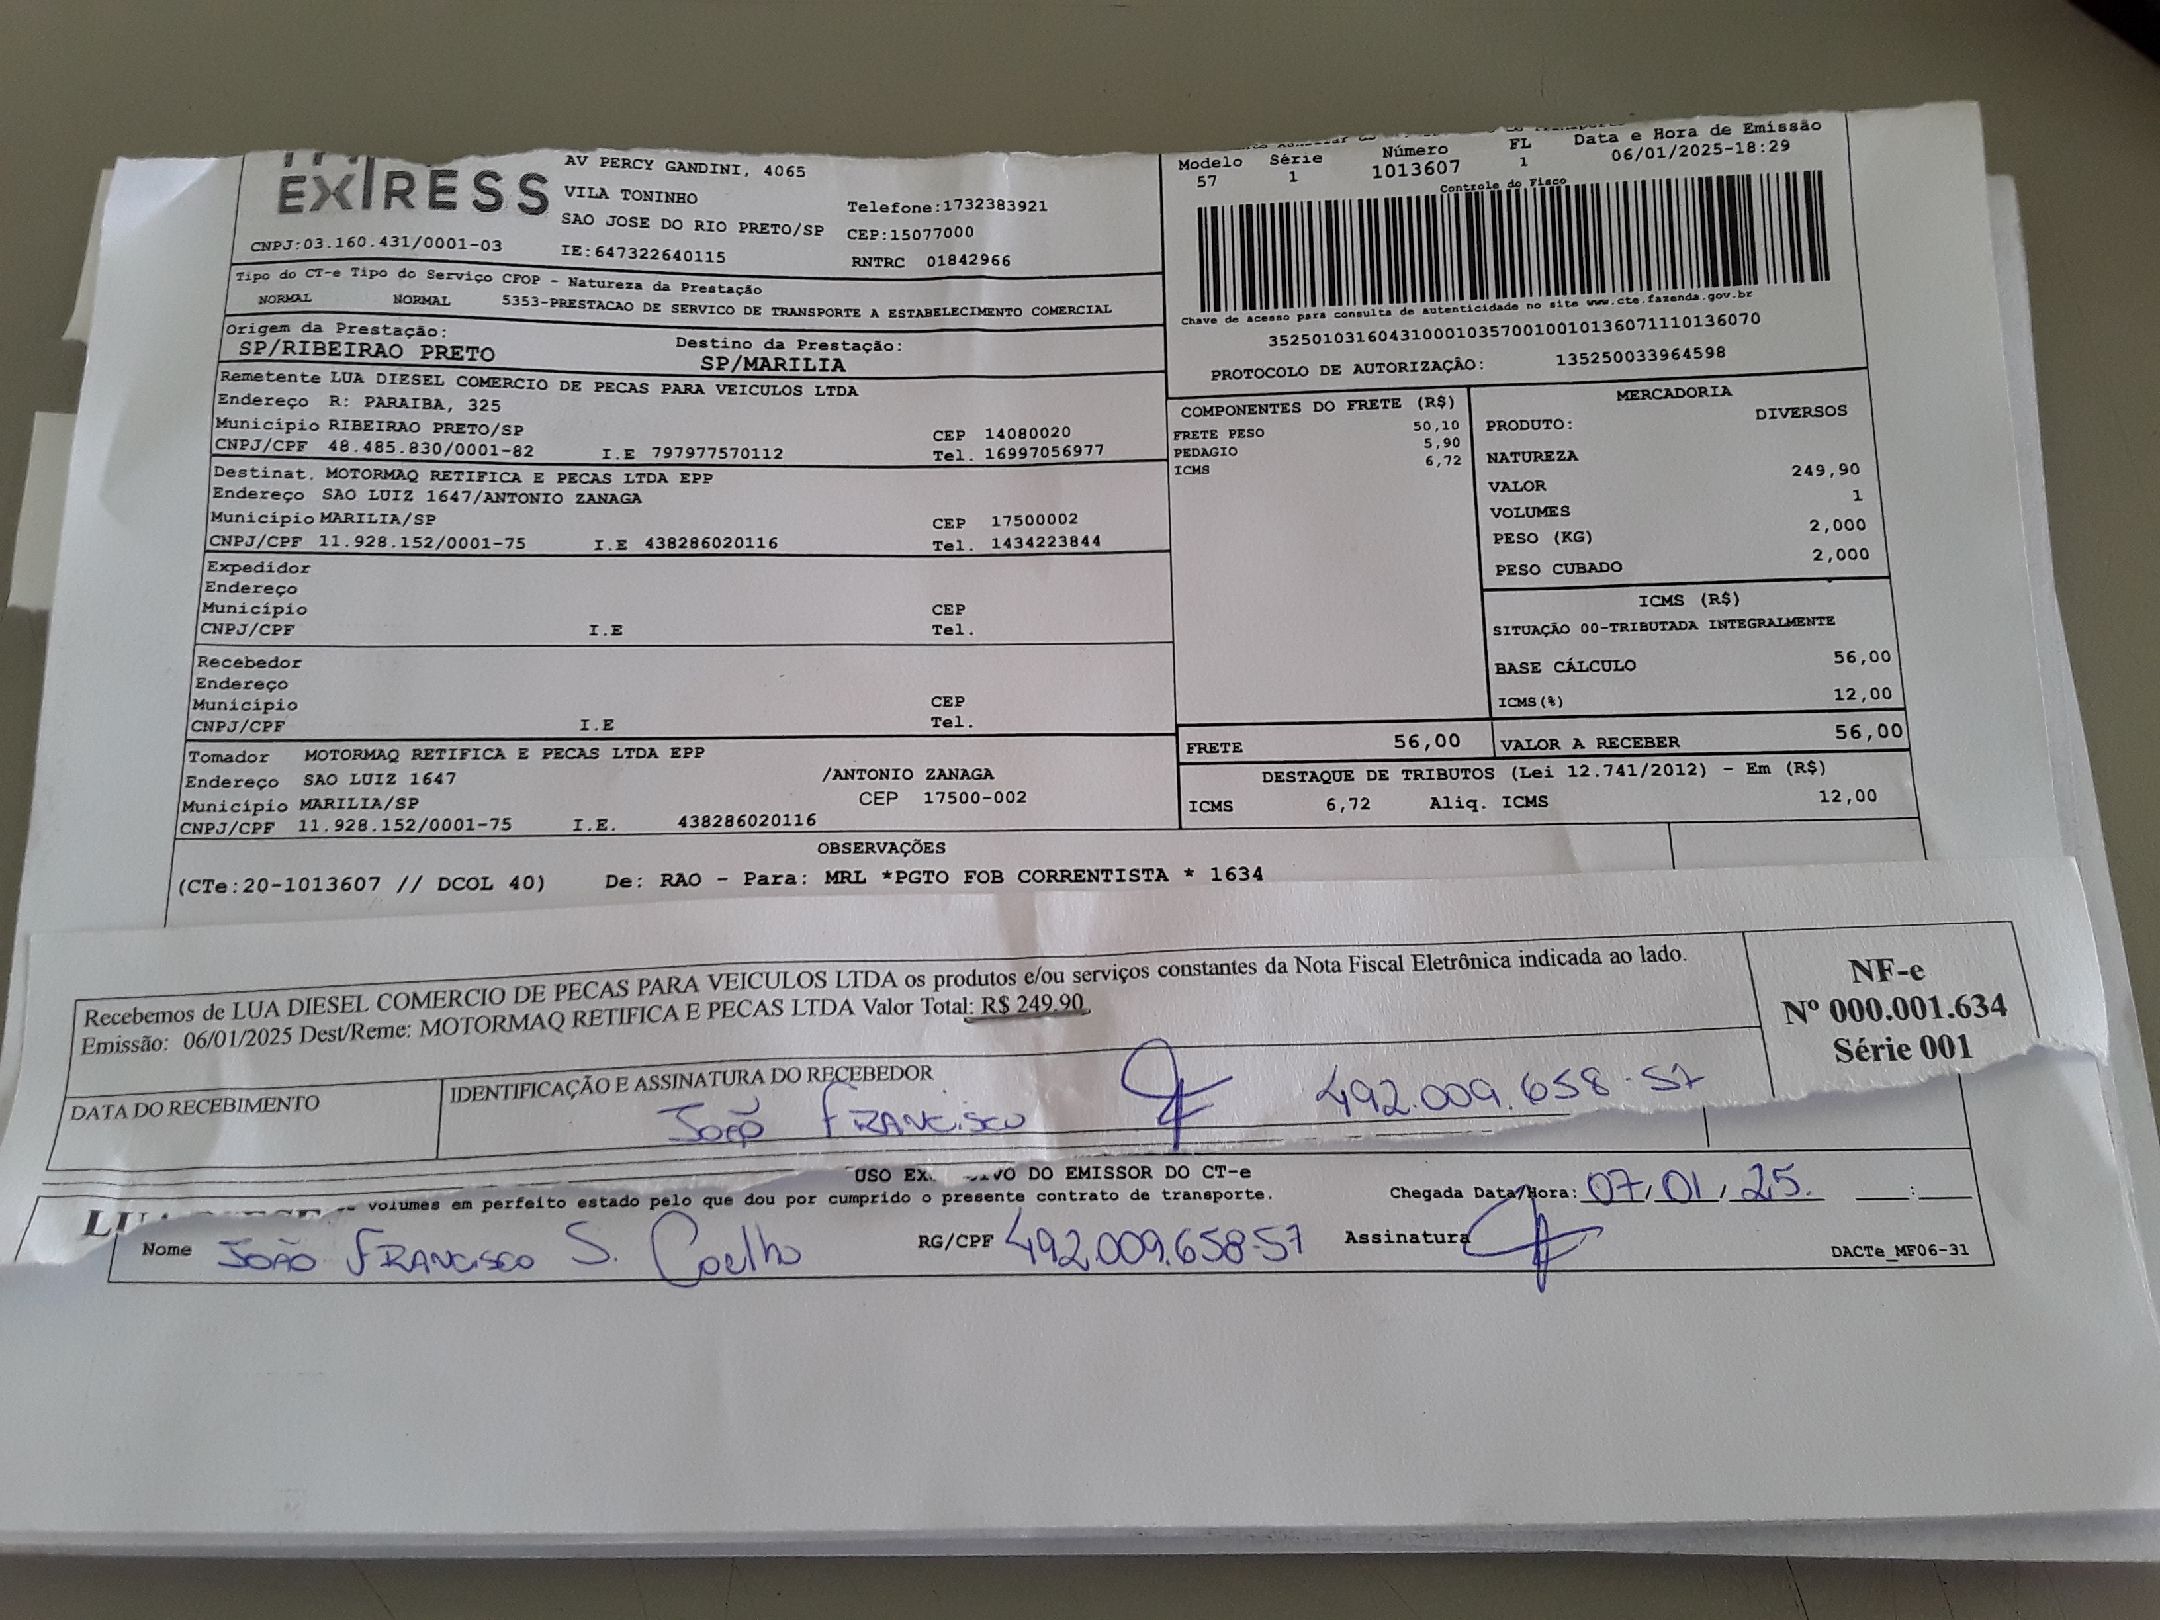 EXPRESS
AV PERCY GANDINI, 4065
VILA TONINHO
SAO JOSE DO RIO PRETO/SP
Telefone:1732383921
CEP:15077000
CNPJ:03.160.431/0001-03 IE:647322640115 RNTRC 01842966
Modelo Série Número FL Data e Hora de Emissão
57 1 1013607 1 06/01/2025-18:29
Controle do Fisco
Chave de acesso para consulta de autenticidade no site www.cte.fazenda.gov.br
35250103160431000103570010010136071110136070
PROTOCOLO DE AUTORIZAÇÃO: 135250033964598
Tipo do CT-e Tipo do Serviço CFOP - Natureza da Prestação
NORMAL NORMAL 5353-PRESTACAO DE SERVICO DE TRANSPORTE A ESTABELECIMENTO COMERCIAL
Origem da Prestação: Destino da Prestação:
SP/RIBEIRAO PRETO SP/MARILIA
Remetente LUA DIESEL COMERCIO DE PECAS PARA VEICULOS LTDA
Endereço R: PARAIBA, 325
Município RIBEIRAO PRETO/SP CEP 14080020
CNPJ/CPF 48.485.830/0001-82 I.E 797977570112 Tel. 16997056977
Destinat. MOTORMAQ RETIFICA E PECAS LTDA EPP
Endereço SAO LUIZ 1647/ANTONIO ZANAGA
Município MARILIA/SP CEP 17500002
CNPJ/CPF 11.928.152/0001-75 I.E 438286020116 Tel. 1434223844
Expedidor
Endereço
Município CEP
CNPJ/CPF I.E Tel.
Recebedor
Endereço
Município CEP
CNPJ/CPF I.E Tel.
Tomador MOTORMAQ RETIFICA E PECAS LTDA EPP
Endereço SAO LUIZ 1647 /ANTONIO ZANAGA
Município MARILIA/SP CEP 17500-002
CNPJ/CPF 11.928.152/0001-75 I.E. 438286020116
COMPONENTES DO FRETE (R$)
FRETE PESO 50,10
PEDAGIO 5,90
ICMS 6,72
MERCADORIA
PRODUTO: DIVERSOS
NATUREZA
VALOR 249,90
VOLUMES 1
PESO (KG) 2,000
PESO CUBADO 2,000
ICMS (R$)
SITUAÇÃO 00-TRIBUTADA INTEGRALMENTE
BASE CÁLCULO 56,00
ICMS(%) 12,00
FRETE 56,00 VALOR A RECEBER 56,00
DESTAQUE DE TRIBUTOS (Lei 12.741/2012) - Em (R$)
ICMS 6,72 Aliq. ICMS 12,00
OBSERVAÇÕES
(CTe:20-1013607 // DCOL 40) De: RAO - Para: MRL *PGTO FOB CORRENTISTA * 1634
Recebemos de LUA DIESEL COMERCIO DE PECAS PARA VEICULOS LTDA os produtos e/ou serviços constantes da Nota Fiscal Eletrônica indicada ao lado.
Emissão: 06/01/2025 Dest/Reme: MOTORMAQ RETIFICA E PECAS LTDA Valor Total: R$ 249.90
NF-e
Nº 000.001.634
Série 001
DATA DO RECEBIMENTO IDENTIFICAÇÃO E ASSINATURA DO RECEBEDOR
João Francisco 492.009.658-57
USO EX VO DO EMISSOR DO CT-e
volumes em perfeito estado pelo que dou por cumprido o presente contrato de transporte.
Chegada Data/Hora: 07/01/25. __:__
LUA DIESE
Nome João Francisco S. Coelho RG/CPF 492.009.658-57 Assinatura
DACTe_MF06-31